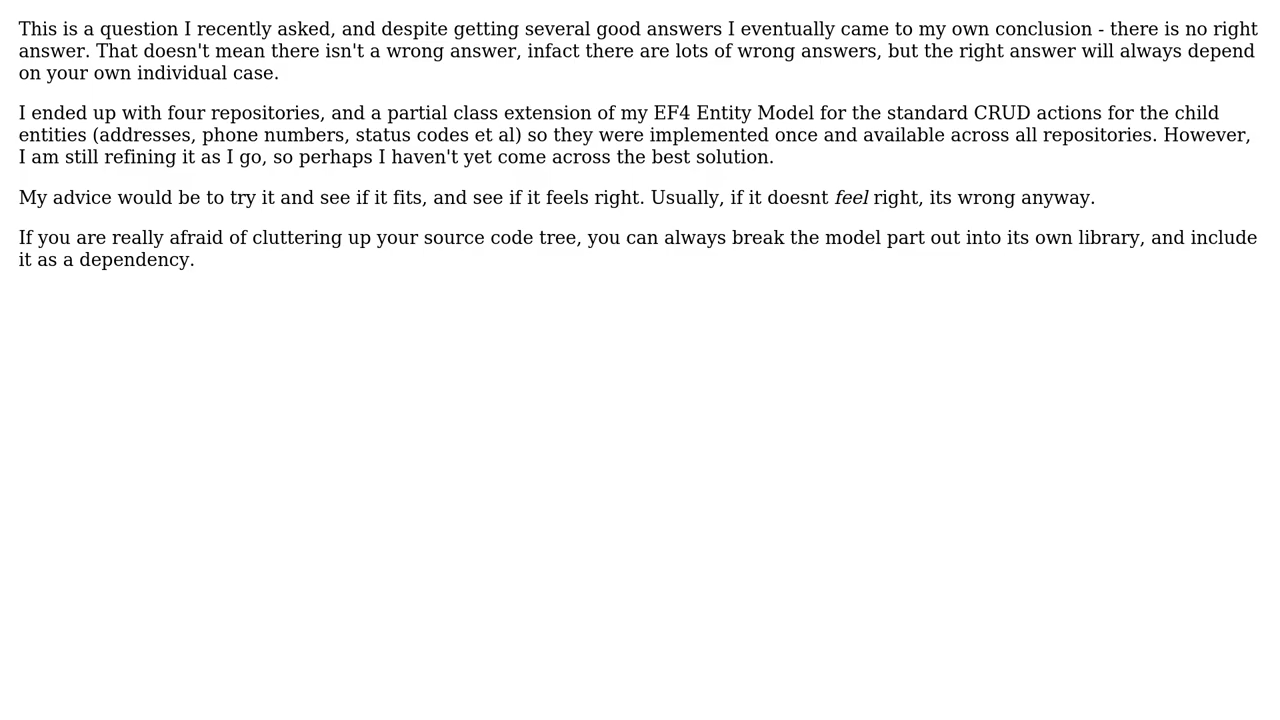 This is a question I recently asked, and despite getting several good answers I eventually came to my own conclusion - there is no right
answer. That doesn't mean there isn't a wrong answer, infact there are lots of wrong answers, but the right answer will always depend
on your own individual case.
I ended up with four repositories, and a partial class extension of my EF4 Entity Model for the standard CRUD actions for the child
entities (addresses, phone numbers, status codes et al) so they were implemented once and available across all repositories. However,
I am still refining it as I go, so perhaps I haven't yet come across the best solution.
My advice would be to try it and see if it fits, and see if it feels right. Usually, if it doesnt feel right, its wrong anyway.
If you are really afraid of cluttering up your source code tree, you can always break the model part out into its own library, and include
it as a dependency.